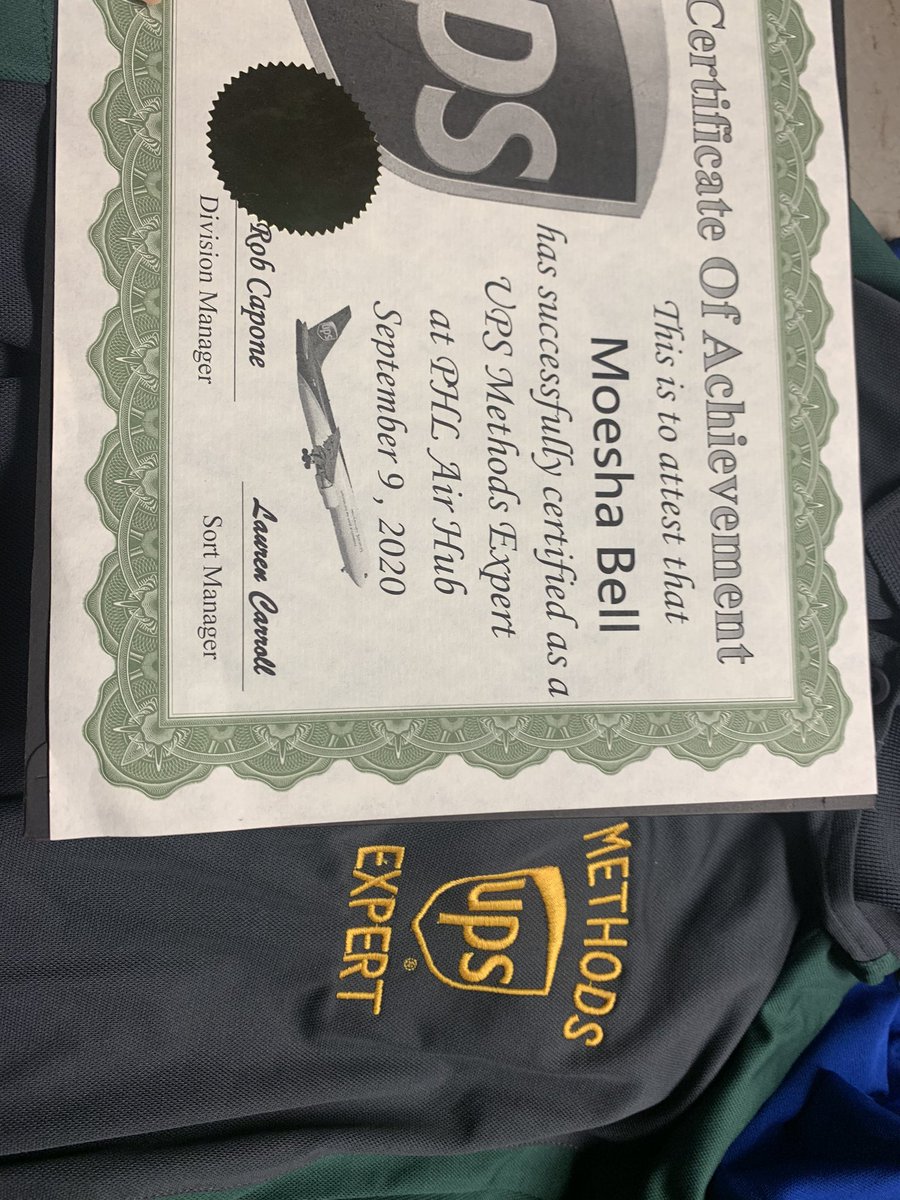 Certificate Of Achievement
This is to attest that
Moesha Bell
has successfully certified as a
UPS Methods Expert
at PHL Air Hub
September 9 , 2020
Rob Capone
Division Manager
Lauren Carroll
Sort Manager
ups
METHODS
ups
EXPERT